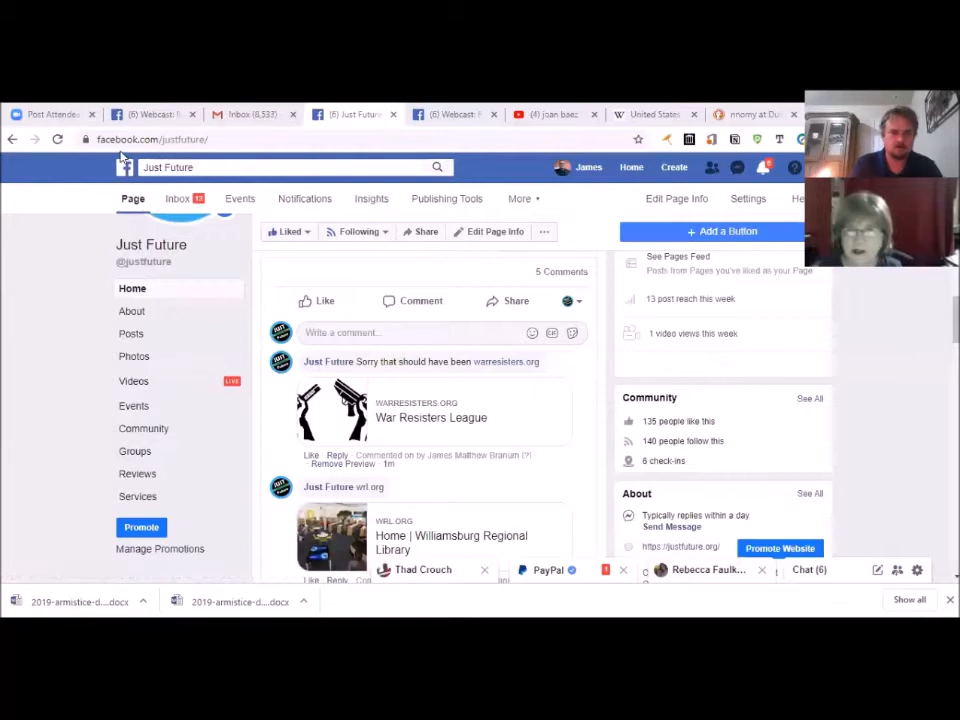 Post Attende
(6) Webcast:
Inbox (8,533)
(6) Just Future
(6) Webcast:
(4) joan baez
United States
nnomy at Du
facebook.com/justfuture/
Just Future
James
Home
Create
Page
Inbox 13
Events
Notifications
Insights
Publishing Tools
More
Edit Page Info
Settings
He
Just Future
@justfuture
Home
About
Posts
Photos
Videos
LIVE
Events
Community
Groups
Reviews
Services
Promote
Manage Promotions
Liked
Following
Share
Edit Page Info
5 Comments
Like
Comment
Share
Write a comment...
Just Future Sorry that should have been warresisters.org
WARRESISTERS.ORG
War Resisters League
Like Reply Commented on by James Matthew Branum (?)
Remove Preview 1m
Just Future wrl.org
WRL.ORG
Home | Williamsburg Regional
Library
+ Add a Button
See Pages Feed
Posts from Pages you've liked as your Page
13 post reach this week
1 video views this week
Community
See All
135 people like this
140 people follow this
6 check-ins
About
See All
Typically replies within a day
Send Message
https://justfuture.org/
Promote Website
Thad Crouch
PayPal
1
Rebecca Faulk...
Chat (6)
2019-armistice-d....docx
2019-armistice-d....docx
Show all